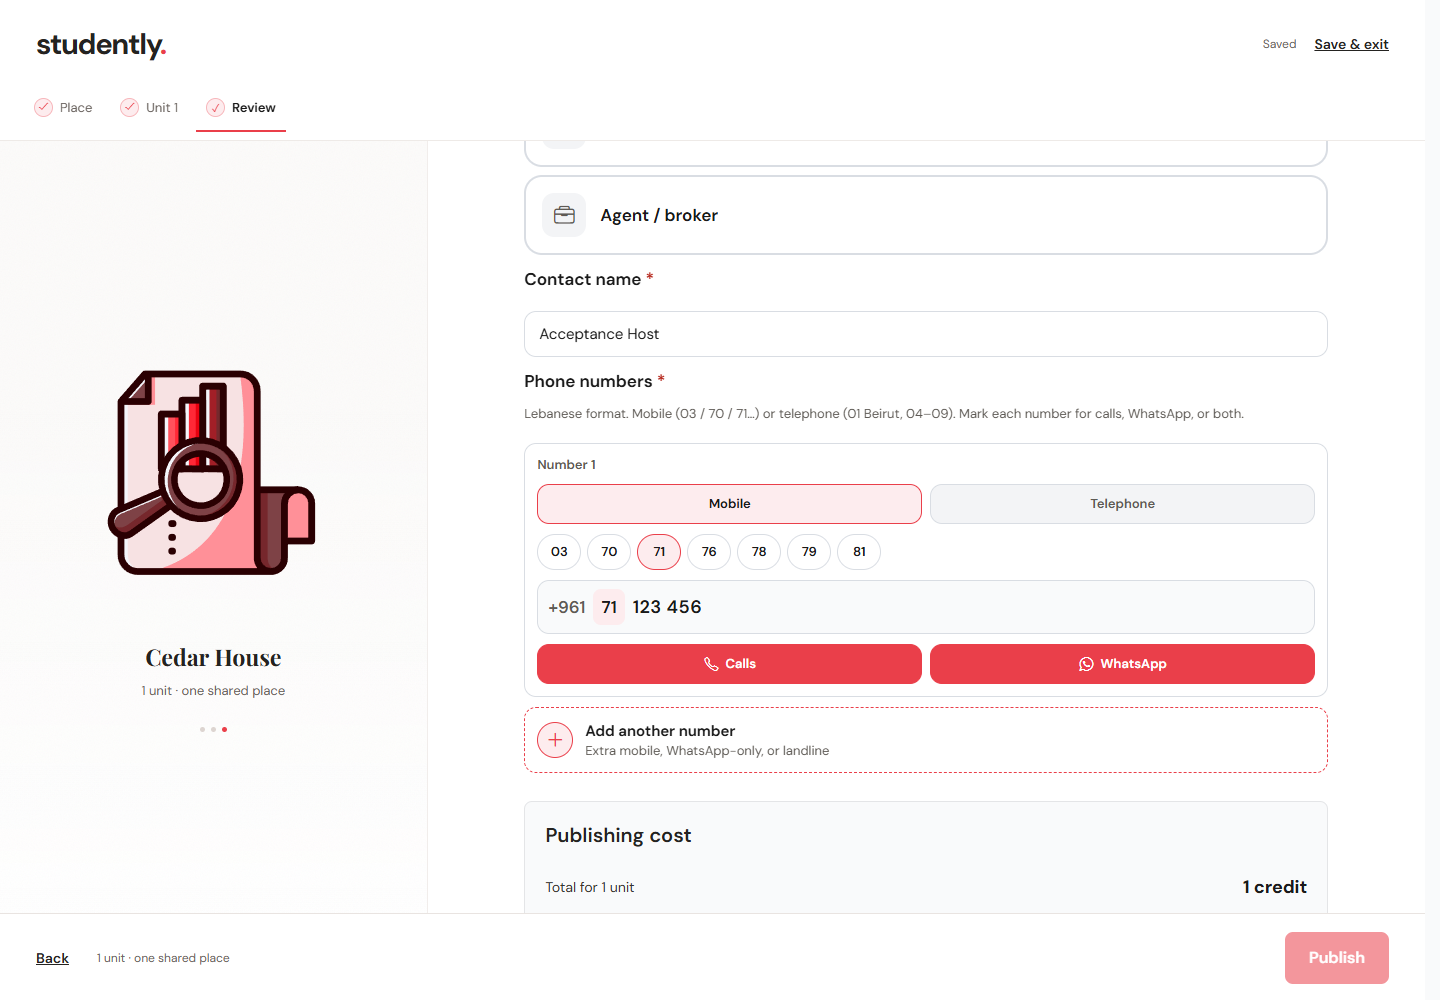 studently.
Saved
Save & exit
Place
Unit 1
Review
Agent / broker
Contact name *
Acceptance Host
Phone numbers *
Lebanese format. Mobile (03 / 70 / 71…) or telephone (01 Beirut, 04–09). Mark each number for calls, WhatsApp, or both.
Number 1
Mobile
Telephone
03
70
71
76
78
79
81
+961 71 123 456
Calls
WhatsApp
Add another number
Extra mobile, WhatsApp-only, or landline
Cedar House
1 unit · one shared place
Publishing cost
Total for 1 unit
1 credit
Back
1 unit · one shared place
Publish